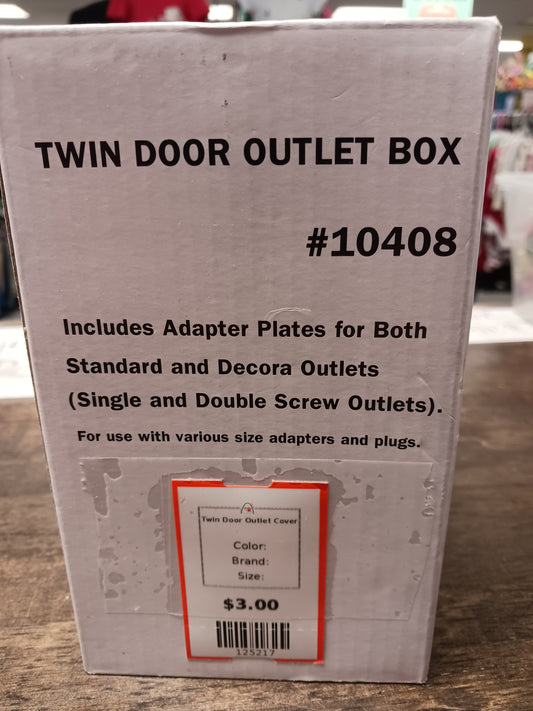 TWIN DOOR OUTLET BOX
#10408
Includes Adapter Plates for Both
Standard and Decora Outlets
(Single and Double Screw Outlets).
For use with various size adapters and plugs.
Twin Door Outlet Cover
Color:
Brand:
Size:
$3.00
125217